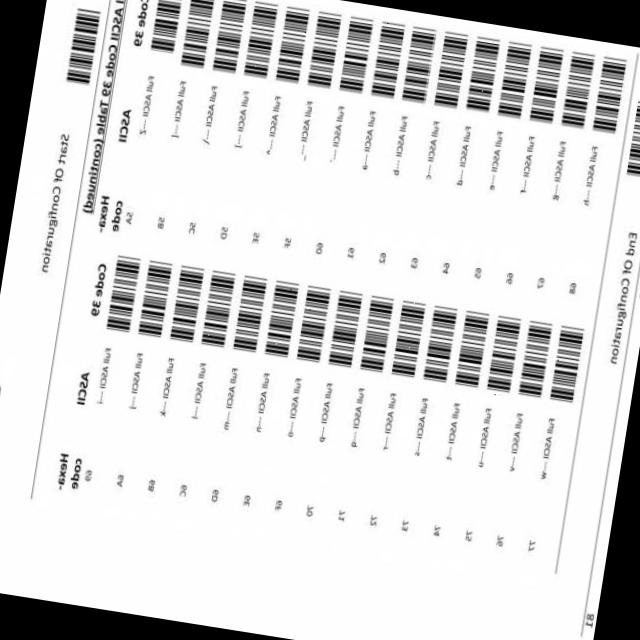 ASCII Code 39 Table (continued)
Code 39 ASCII Hexa-code Code 39 ASCII Hexa-code
Full ASCII----Z 5A Full ASCII----i 69
Full ASCII----[ 5B Full ASCII----j 6A
Full ASCII----\ 5C Full ASCII----k 6B
Full ASCII----] 5D Full ASCII----l 6C
Full ASCII----^ 5E Full ASCII----m 6D
Full ASCII----_ 5F Full ASCII----n 6E
Full ASCII----` 60 Full ASCII----o 6F
Full ASCII----a 61 Full ASCII----p 70
Full ASCII----b 62 Full ASCII----q 71
Full ASCII----c 63 Full ASCII----r 72
Full ASCII----d 64 Full ASCII----s 73
Full ASCII----e 65 Full ASCII----t 74
Full ASCII----f 66 Full ASCII----u 75
Full ASCII----g 67 Full ASCII----v 76
Full ASCII----h 68 Full ASCII----w 77
Start Of Configuration
End Of Configuration
81